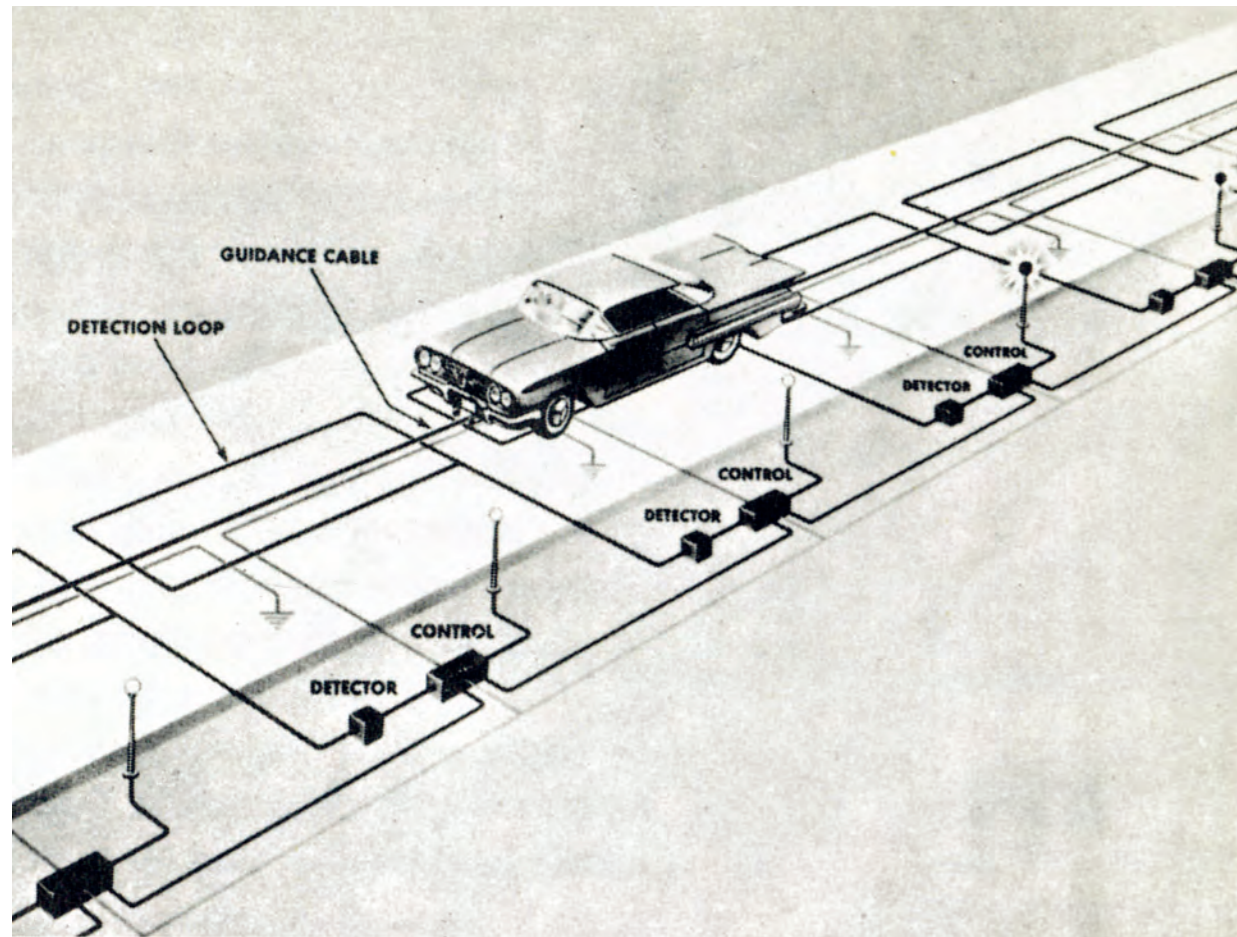 GUIDANCE CABLE
DETECTION LOOP
CONTROL
DETECTOR
CONTROL
DETECTOR
CONTROL
DETECTOR